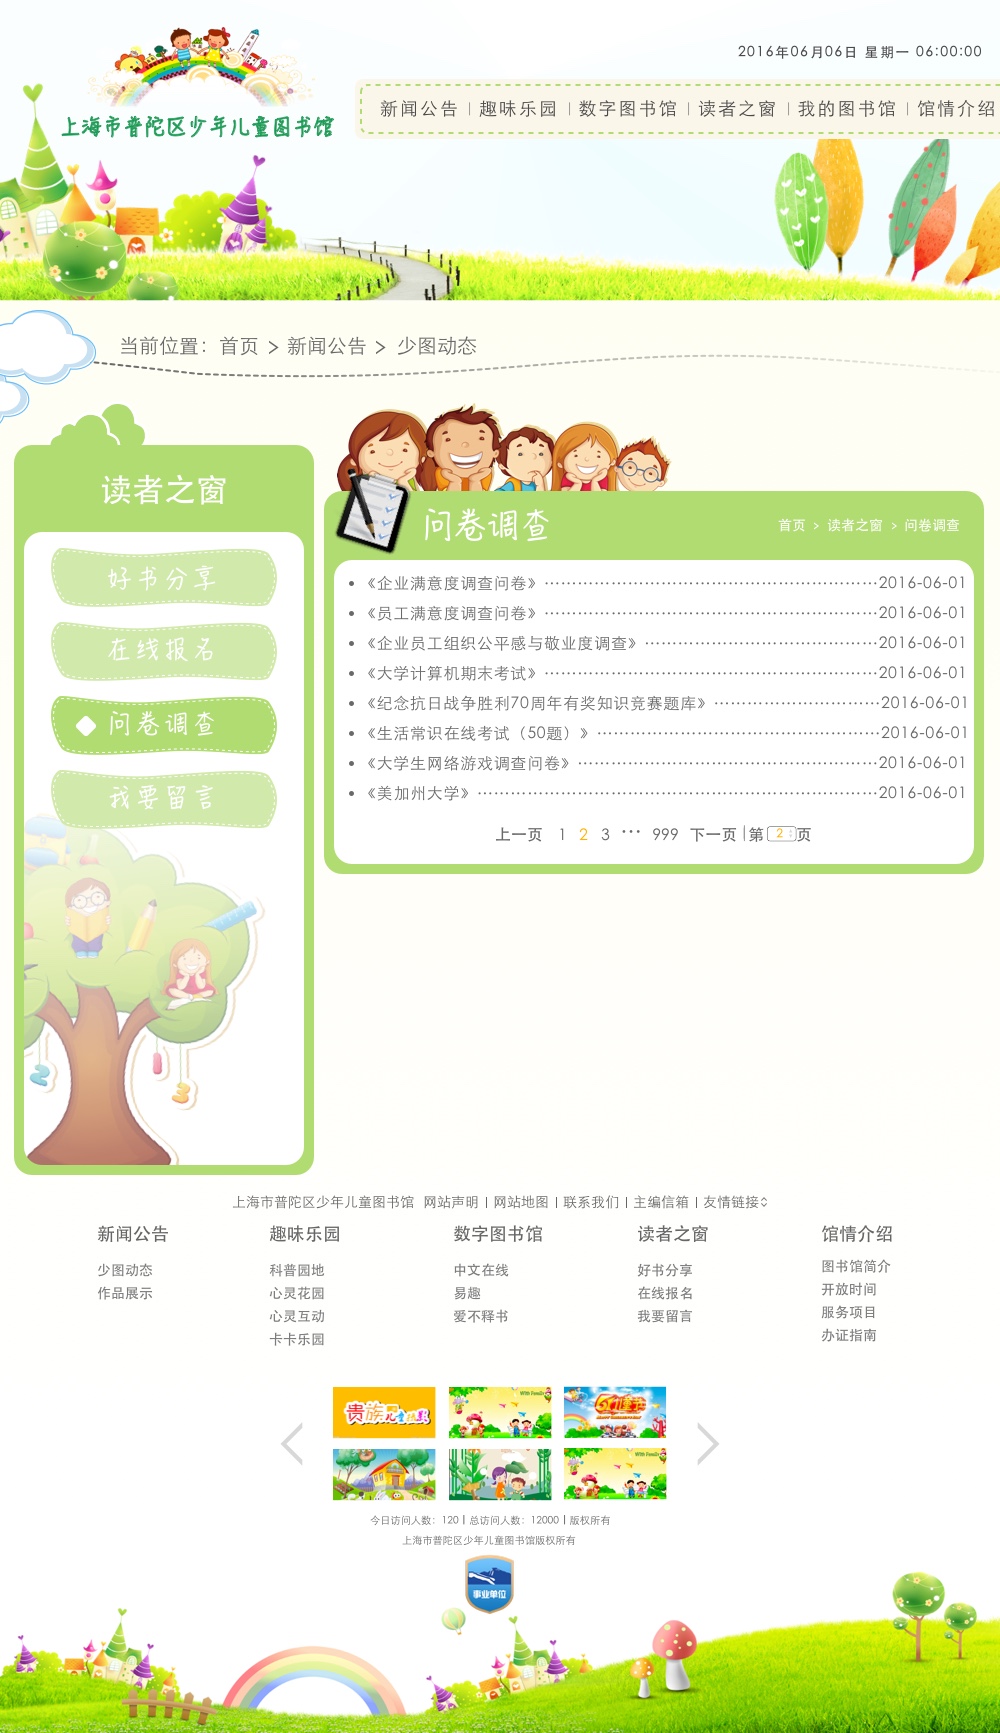 2016年06月06日 星期一 06:00:00
上海市普陀区少年儿童图书馆
新闻公告 | 趣味乐园 | 数字图书馆 | 读者之窗 | 我的图书馆 | 馆情介绍
当前位置：首页 > 新闻公告 > 少图动态
读者之窗
好书分享
在线报名
问卷调查
我要留言
问卷调查
首页 > 读者之窗 > 问卷调查
《企业满意度调查问卷》 2016-06-01
《员工满意度调查问卷》 2016-06-01
《企业员工组织公平感与敬业度调查》 2016-06-01
《大学计算机期末考试》 2016-06-01
《纪念抗日战争胜利70周年有奖知识竞赛题库》 2016-06-01
《生活常识在线考试（50题）》 2016-06-01
《大学生网络游戏调查问卷》 2016-06-01
《美加州大学》 2016-06-01
上一页 1 2 3 ··· 999 下一页 | 第 2 页
上海市普陀区少年儿童图书馆 网站声明 | 网站地图 | 联系我们 | 主编信箱 | 友情链接
新闻公告 趣味乐园 数字图书馆 读者之窗 馆情介绍
少图动态 科普园地 中文在线 好书分享 图书馆简介
作品展示 心灵花园 易趣 在线报名 开放时间
心灵互动 爱不释书 我要留言 服务项目
卡卡乐园 办证指南
贵族儿童摄影
With Family
With Family
今日访问人数：120 | 总访问人数：12000 | 版权所有
上海市普陀区少年儿童图书馆版权所有
事业单位